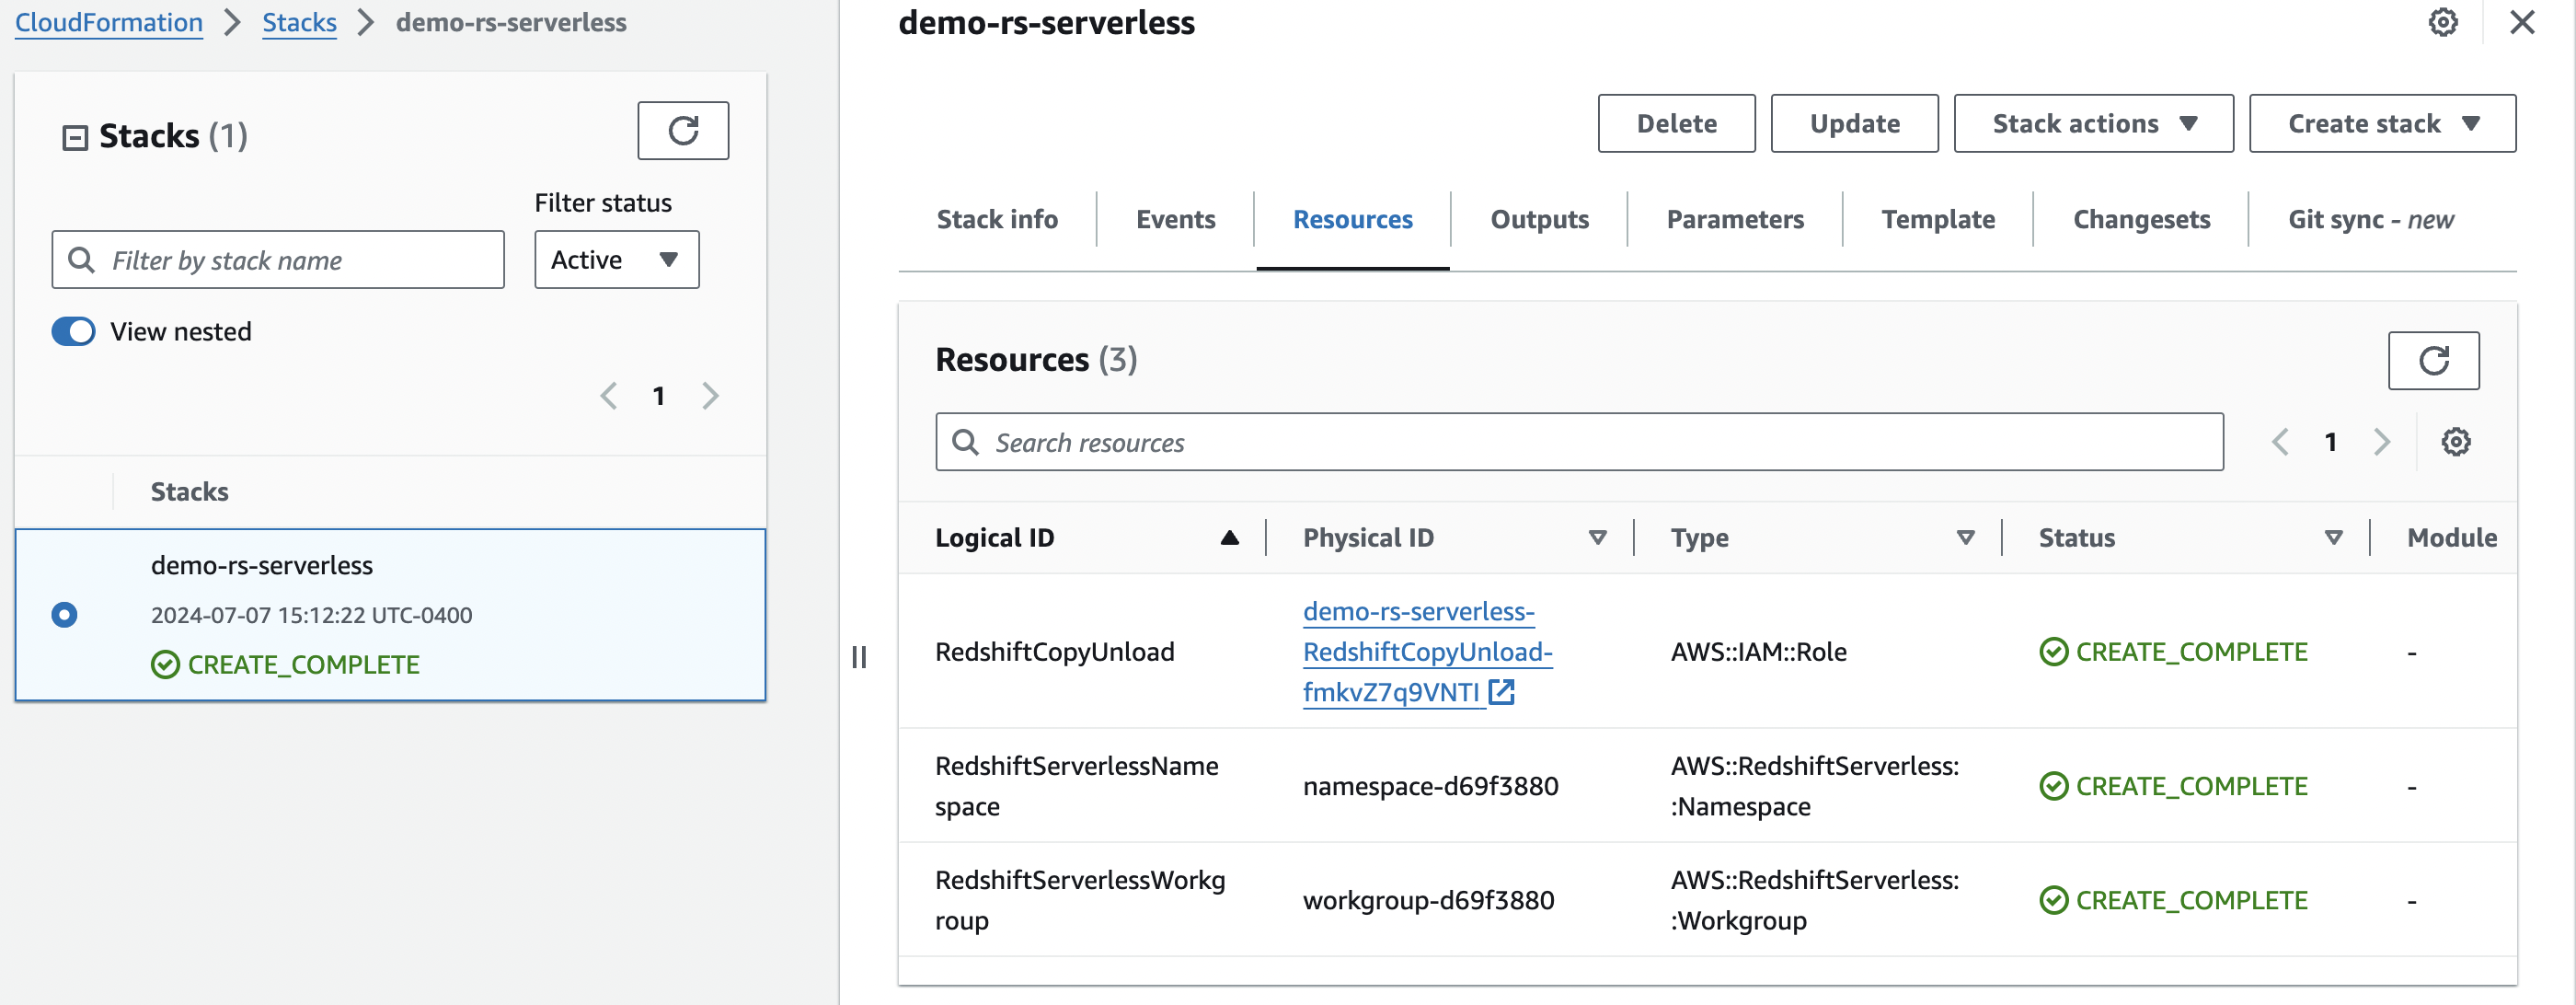 CloudFormation > Stacks > demo-rs-serverless
Stacks (1)
Filter status
Filter by stack name
Active
View nested
1
Stacks
demo-rs-serverless
2024-07-07 15:12:22 UTC-0400
CREATE_COMPLETE
demo-rs-serverless
Delete
Update
Stack actions
Create stack
Stack info
Events
Resources
Outputs
Parameters
Template
Changesets
Git sync - new
Resources (3)
Search resources
1
Logical ID
Physical ID
Type
Status
Module
RedshiftCopyUnload
demo-rs-serverless-
RedshiftCopyUnload-
fmkvZ7q9VNTI
AWS::IAM::Role
CREATE_COMPLETE
-
RedshiftServerlessName
space
namespace-d69f3880
AWS::RedshiftServerless:
:Namespace
CREATE_COMPLETE
-
RedshiftServerlessWorkg
roup
workgroup-d69f3880
AWS::RedshiftServerless:
:Workgroup
CREATE_COMPLETE
-